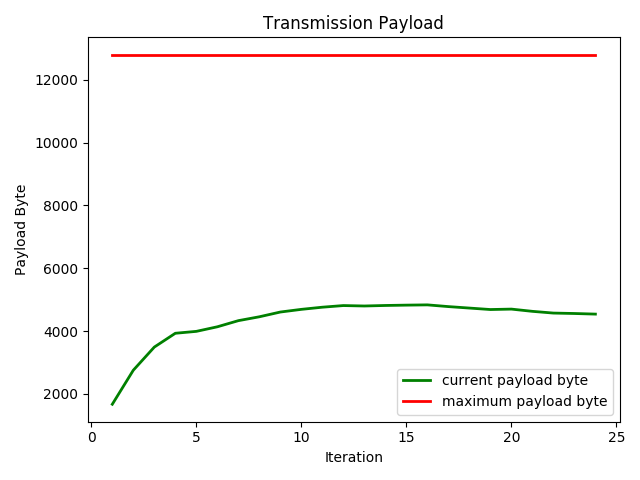 Transmission Payload
Payload Byte
12000
10000
8000
6000
4000
2000
0
5
10
15
20
25
Iteration
current payload byte
maximum payload byte